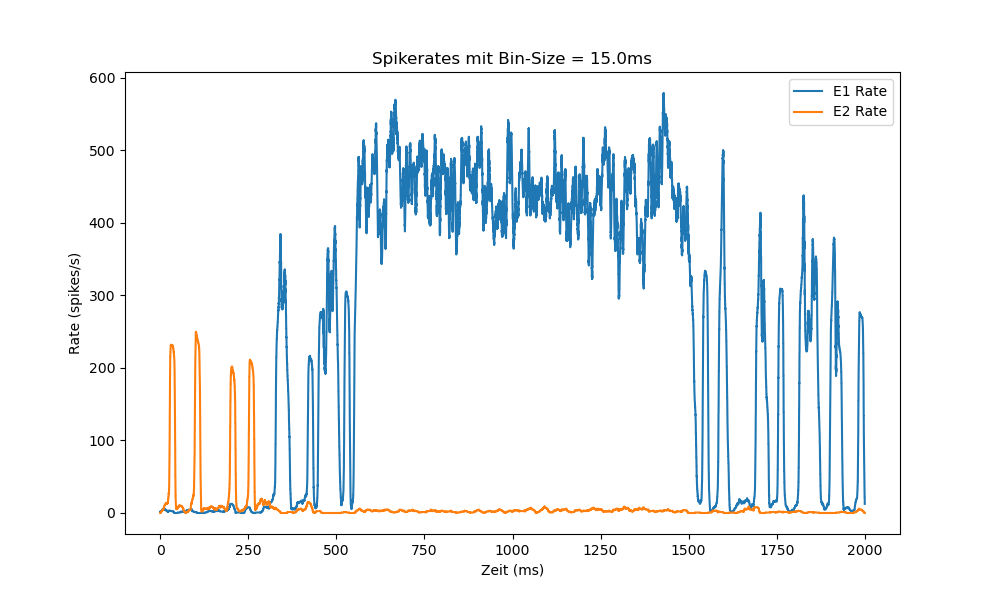 Spikerates mit Bin-Size = 15.0ms
E1 Rate
E2 Rate
600
500
400
300
200
100
0
Rate (spikes/s)
0 250 500 750 1000 1250 1500 1750 2000
Zeit (ms)